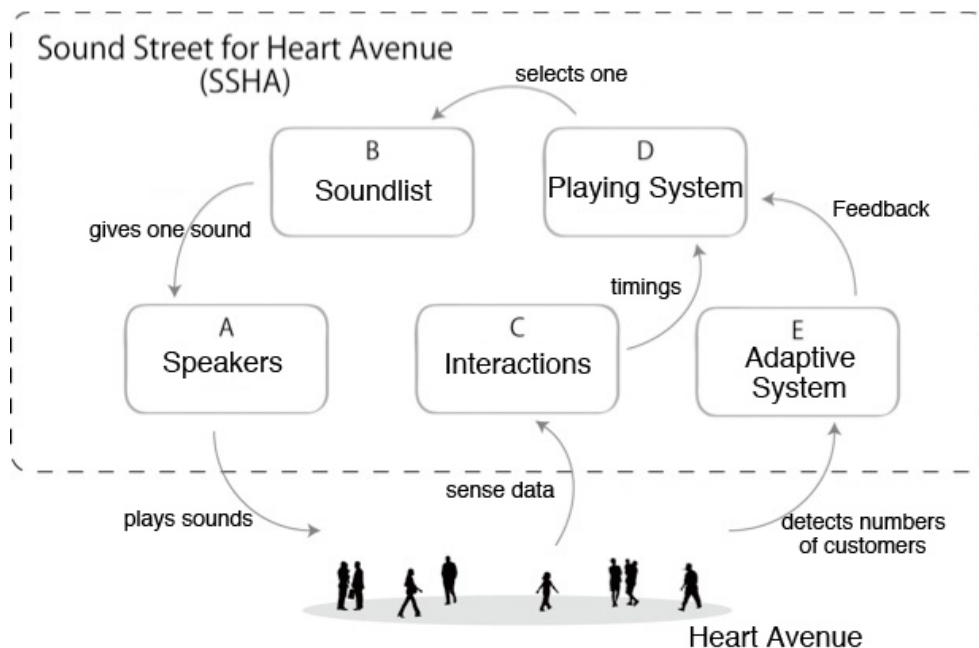 Sound Street for Heart Avenue
(SSHA)
selects one
B
Soundlist
D
Playing System
gives one sound
Feedback
timings
A
Speakers
C
Interactions
E
Adaptive
System
plays sounds
sense data
detects numbers
of customers
Heart Avenue